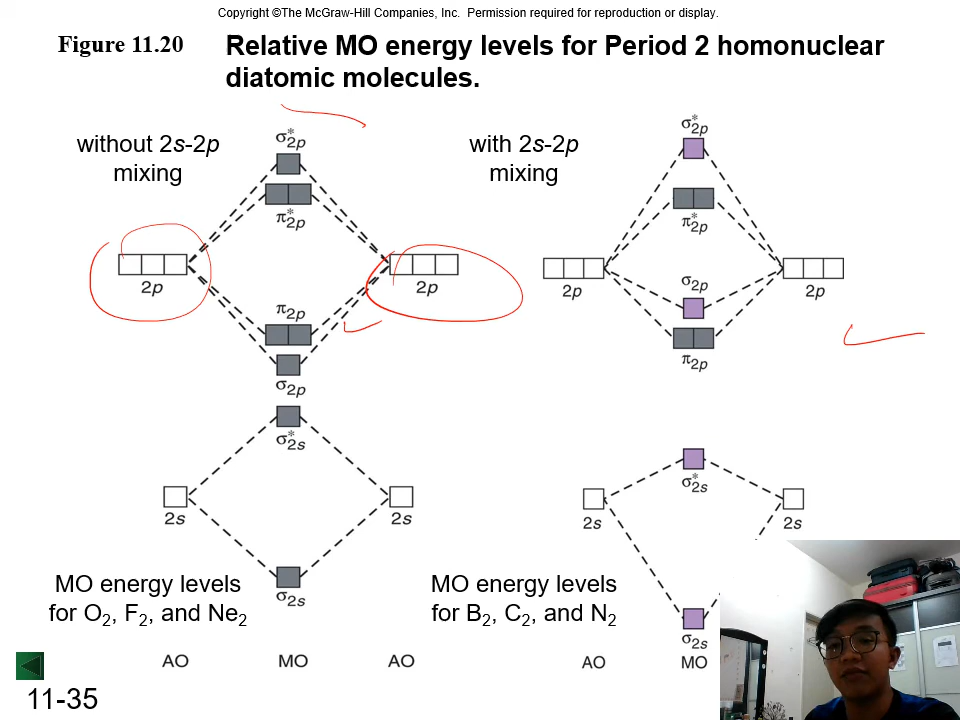 Copyright ©The McGraw-Hill Companies, Inc. Permission required for reproduction or display.
Figure 11.20
Relative MO energy levels for Period 2 homonuclear
diatomic molecules.
without 2s-2p
mixing
σ*2p
π*2p
2p
2p
π2p
σ2p
σ*2s
2s
2s
σ2s
MO energy levels
for O2, F2, and Ne2
AO
MO
AO
with 2s-2p
mixing
σ*2p
π*2p
2p
2p
σ2p
π2p
σ*2s
2s
2s
σ2s
MO energy levels
for B2, C2, and N2
AO
MO
11-35